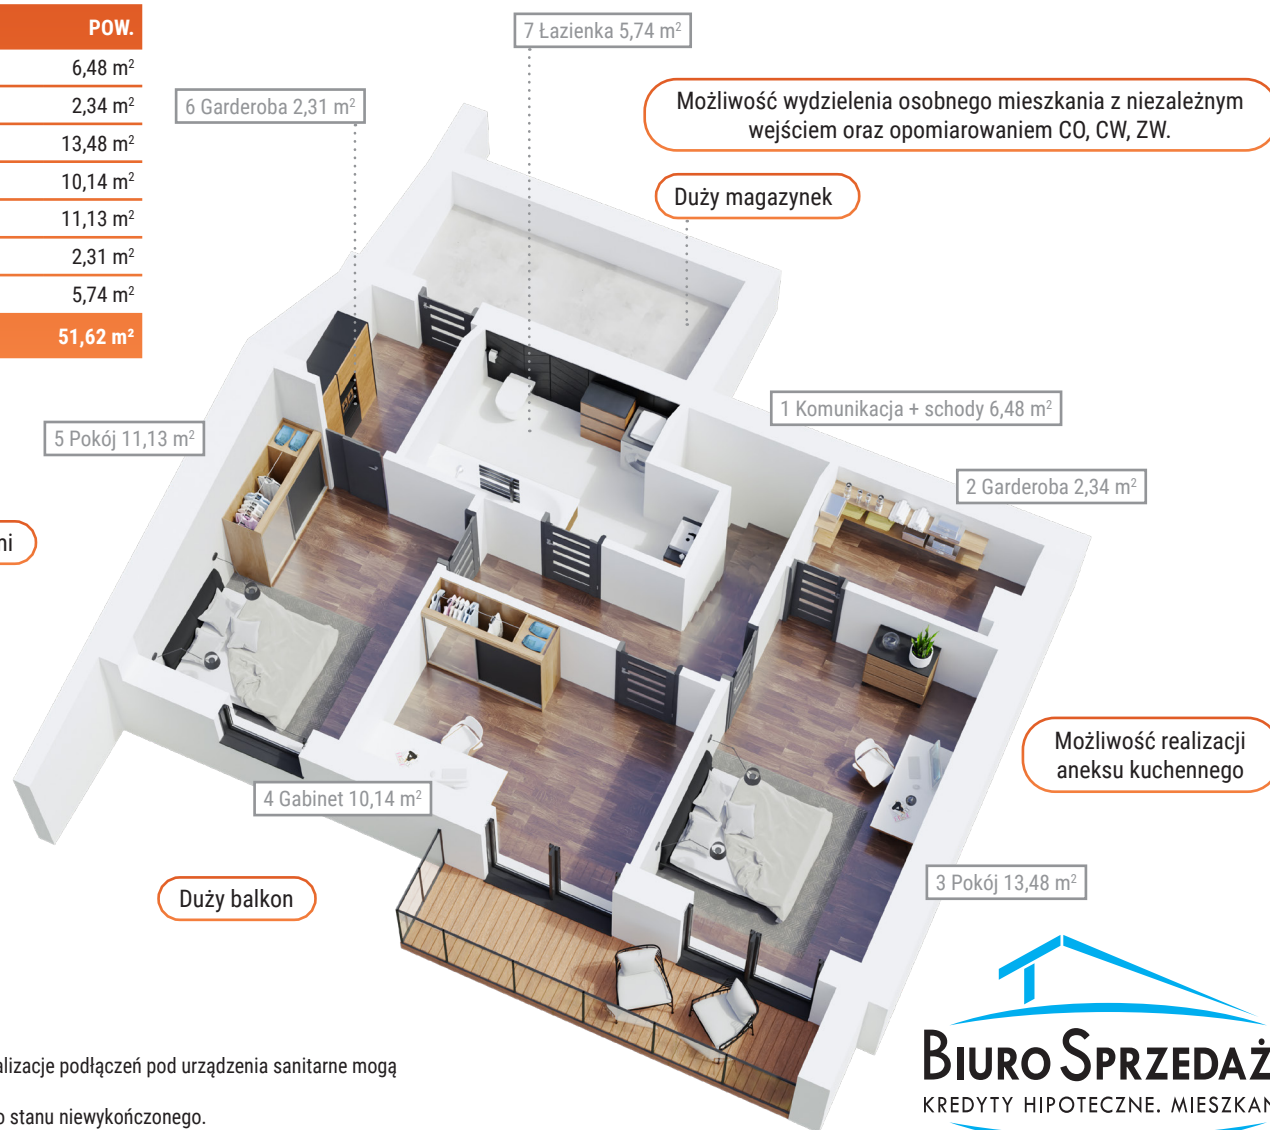 POW.
6,48 m²
2,34 m²
13,48 m²
10,14 m²
11,13 m²
2,31 m²
5,74 m²
51,62 m²
7 Łazienka 5,74 m²
6 Garderoba 2,31 m²
Możliwość wydzielenia osobnego mieszkania z niezależnym
wejściem oraz opomiarowaniem CO, CW, ZW.
Duży magazynek
1 Komunikacja + schody 6,48 m²
5 Pokój 11,13 m²
2 Garderoba 2,34 m²
ni
Możliwość realizacji
aneksu kuchennego
4 Gabinet 10,14 m²
3 Pokój 13,48 m²
Duży balkon
alizacje podłączeń pod urządzenia sanitarne mogą
o stanu niewykończonego.
BIURO SPRZEDAŻ
KREDYTY HIPOTECZNE. MIESZKAN